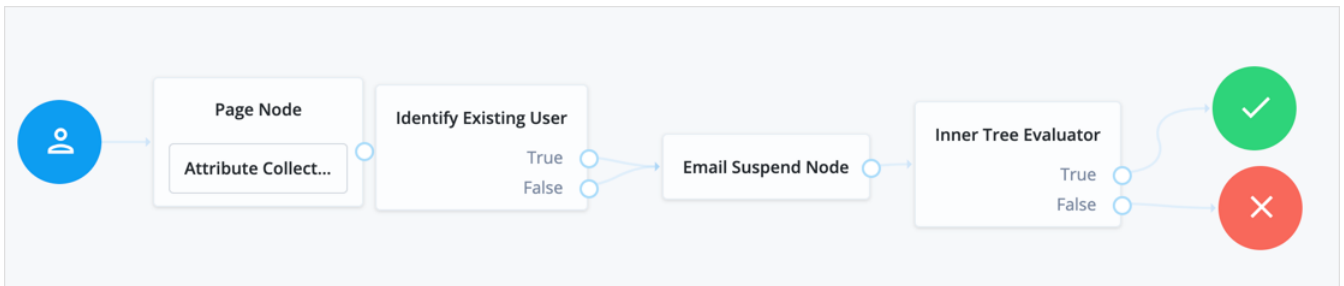 Page Node
Attribute Collect...
Identify Existing User
True
False
Email Suspend Node
Inner Tree Evaluator
True
False